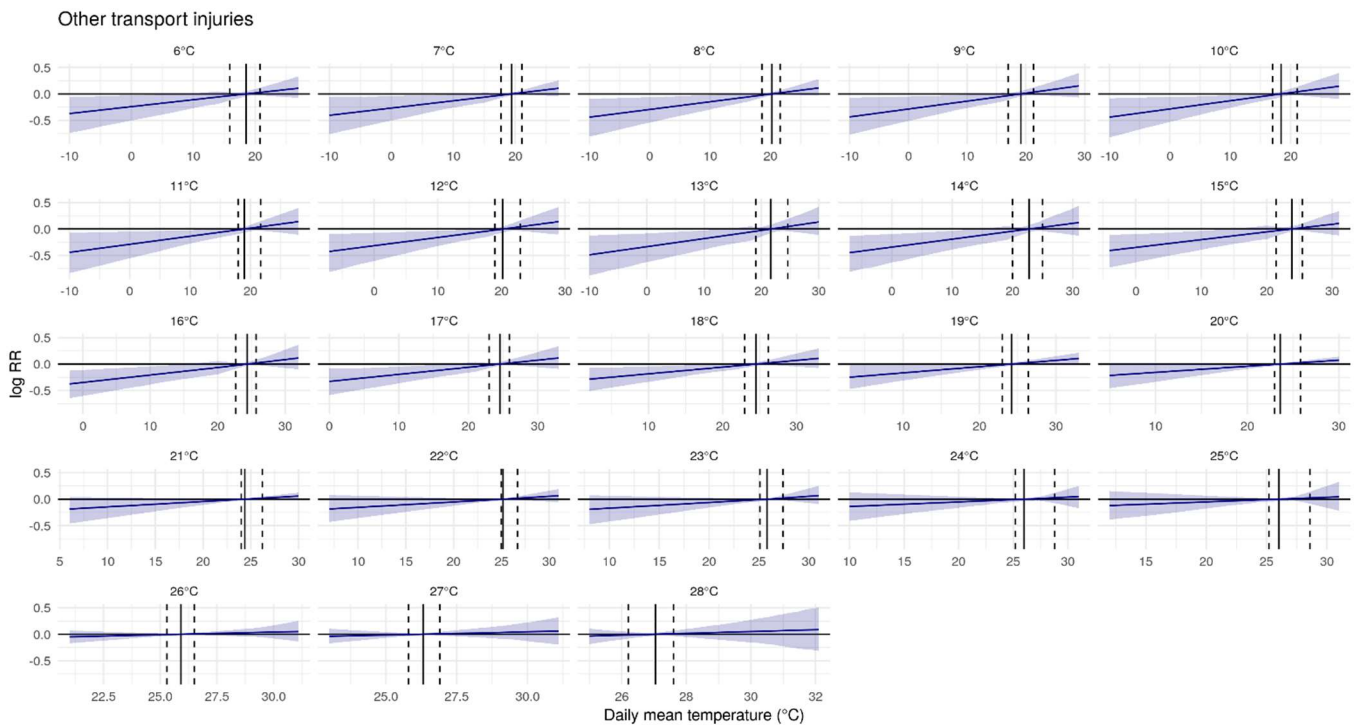 Other transport injuries
6°C 7°C 8°C 9°C 10°C
0.5
0.0
-0.5
-10 0 10 20 -10 0 10 20 -10 0 10 20 -10 0 10 20 30 -10 0 10 20
11°C 12°C 13°C 14°C 15°C
0.5
0.0
-0.5
-10 0 10 20 0 10 20 30 -10 0 10 20 30 0 10 20 30 0 10 20 30
16°C 17°C 18°C 19°C 20°C
0.5
0.0
-0.5
0 10 20 30 0 10 20 30 10 20 30 10 20 30 10 20 30
log RR
21°C 22°C 23°C 24°C 25°C
0.5
0.0
-0.5
5 10 15 20 25 30 10 15 20 25 30 10 15 20 25 30 10 15 20 25 30 15 20 25 30
26°C 27°C 28°C
0.5
0.0
-0.5
22.5 25.0 27.5 30.0 25.0 27.5 30.0 26 28 30 32
Daily mean temperature (°C)